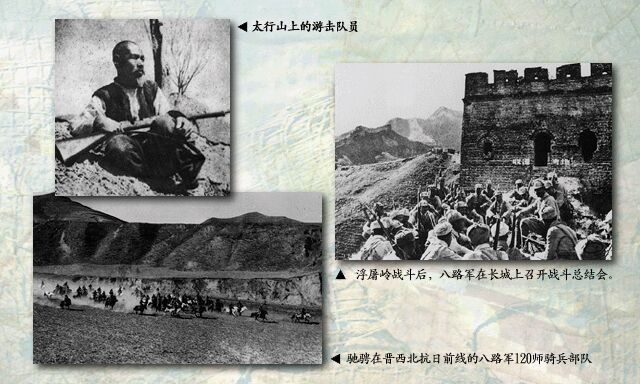 太行山上的游击队员
浮屠岭战斗后，八路军在长城上召开战斗总结会。
驰骋在晋西北抗日前线的八路军120师骑兵部队